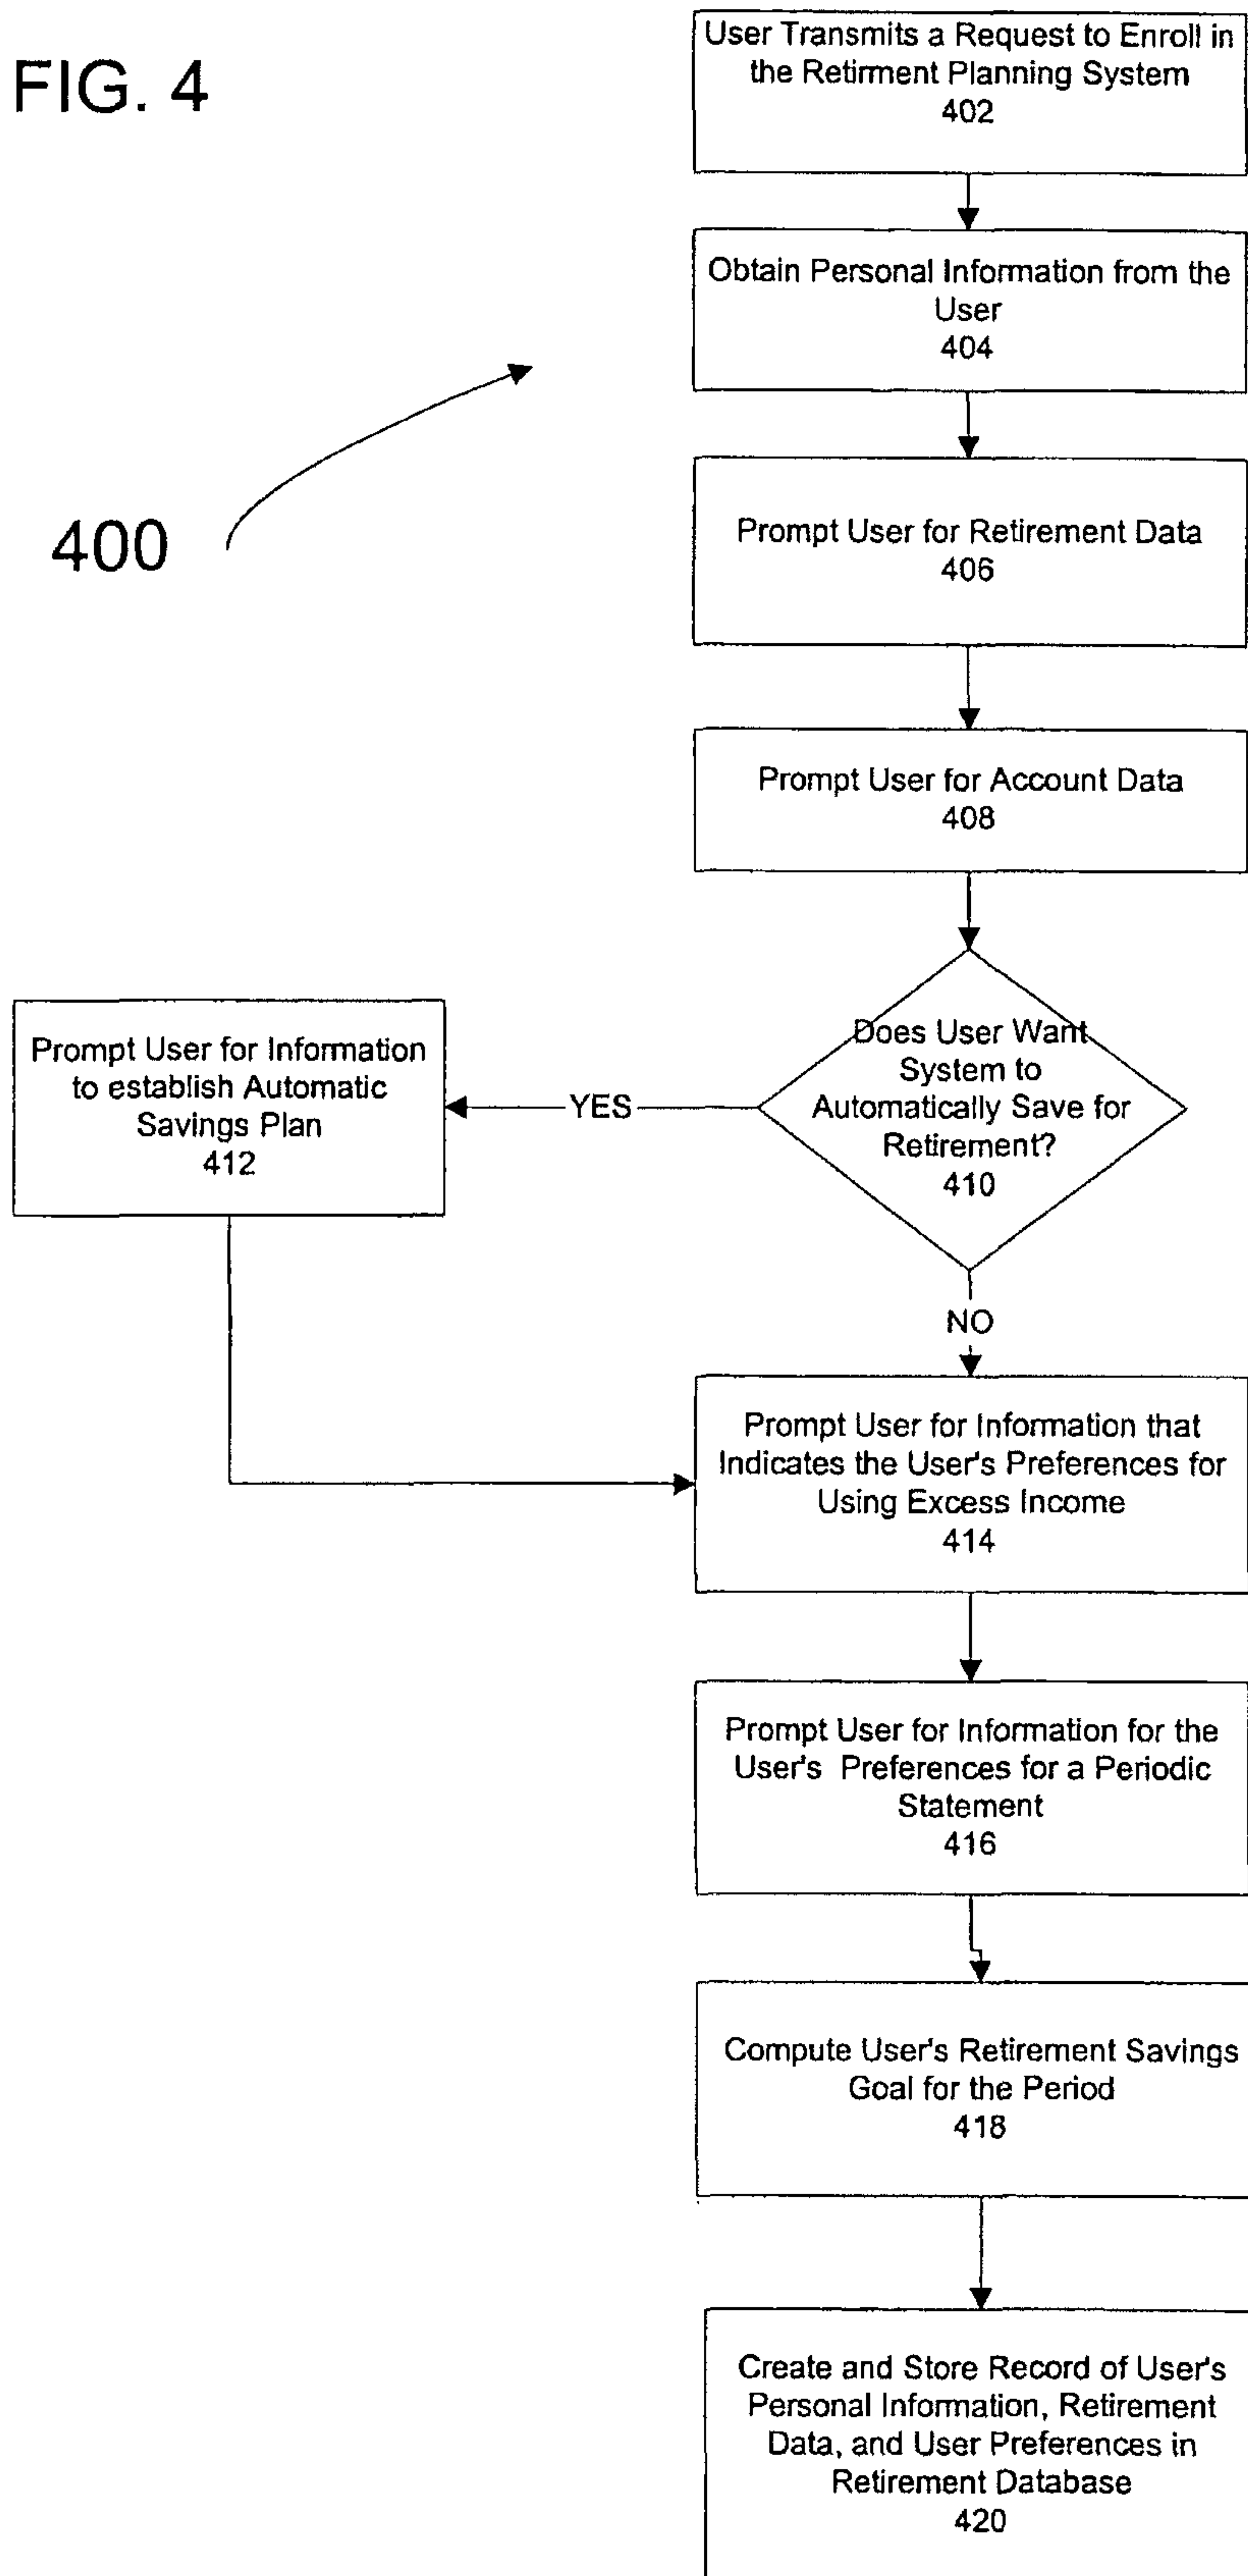 FIG. 4
User Transmits a Request to Enroll in
the Retirment Planning System
402
Obtain Personal Information from the
User
404
400
Prompt User for Retirement Data
406
Prompt User for Account Data
408
Does User Want
System to
Automatically Save for
Retirement?
410
YES
Prompt User for Information
to establish Automatic
Savings Plan
412
NO
Prompt User for Information that
Indicates the User's Preferences for
Using Excess Income
414
Prompt User for Information for the
User's Preferences for a Periodic
Statement
416
Compute User's Retirement Savings
Goal for the Period
418
Create and Store Record of User's
Personal Information, Retirement
Data, and User Preferences in
Retirement Database
420